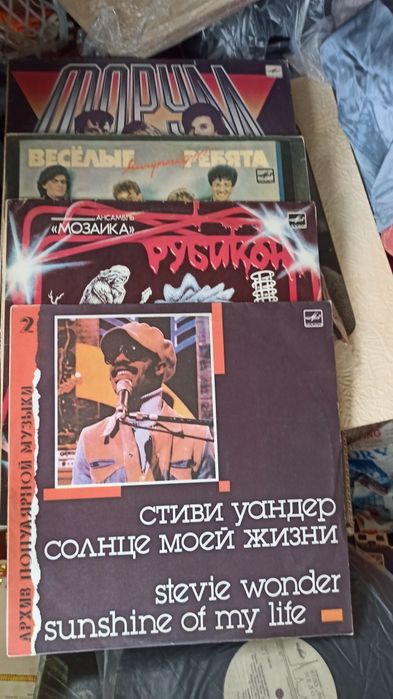 ФОРУМ
ВЕСЁЛЫЕ РЕБЯТА
АНСАМБЛЬ
«МОЗАИКА»
РУБИКОН
2
АРХИВ ПОПУЛЯРНОЙ МУЗЫКИ
стиви уандер
солнце моей жизни
stevie wonder
sunshine of my life